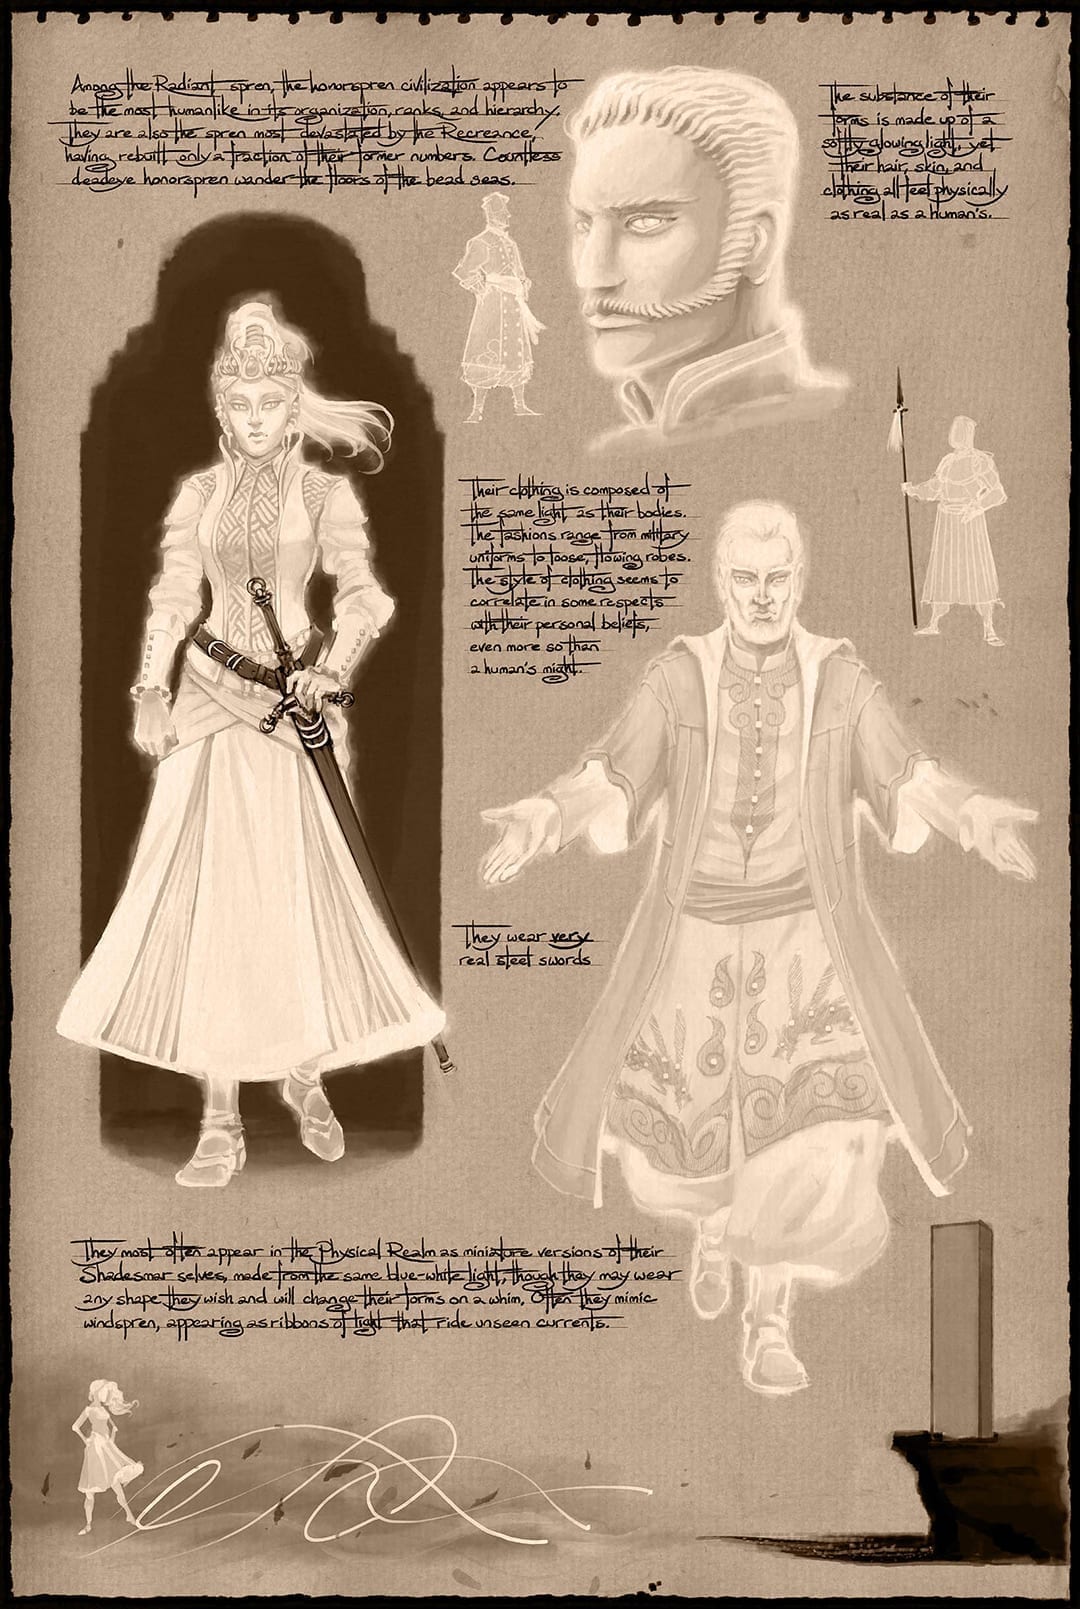 Among the Radiant spren, the honorspren civilization appears to
be the most humanlike in its organization, ranks, and hierarchy.
They are also the spren most devastated by the Recreance,
having rebuilt only a fraction of their former numbers. Countless
deadeye honorspren wander the floors of the bead seas.
The substance of their
forms is made up of a
softly glowing light, yet
their hair, skin, and
clothing all feel physically
as real as a human's.
Their clothing is composed of
the same light as their bodies.
The fashions range from military
uniforms to loose, flowing robes.
The style of clothing seems to
correlate in some respects
with their personal beliefs,
even more so than
a human's might.
They wear very
real steel swords
They most often appear in the Physical Realm as miniature versions of their
Shadesmar selves, made from the same blue-white light, though they may wear
any shape they wish and will change their forms on a whim. Often they mimic
windspren, appearing as ribbons of light that ride unseen currents.